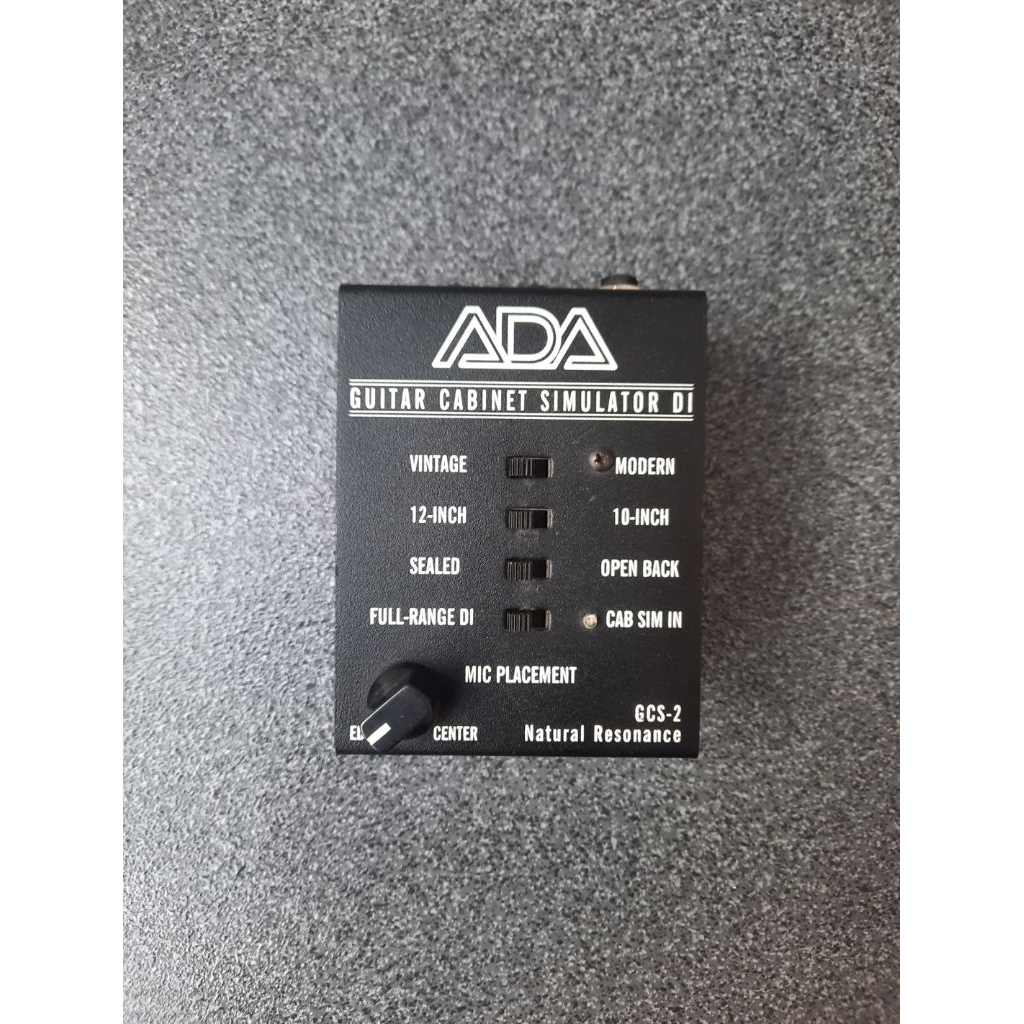 ADA
GUITAR CABINET SIMULATOR DI
VINTAGE MODERN
12-INCH 10-INCH
SEALED OPEN BACK
FULL-RANGE DI CAB SIM IN
MIC PLACEMENT
CENTER
GCS-2
Natural Resonance